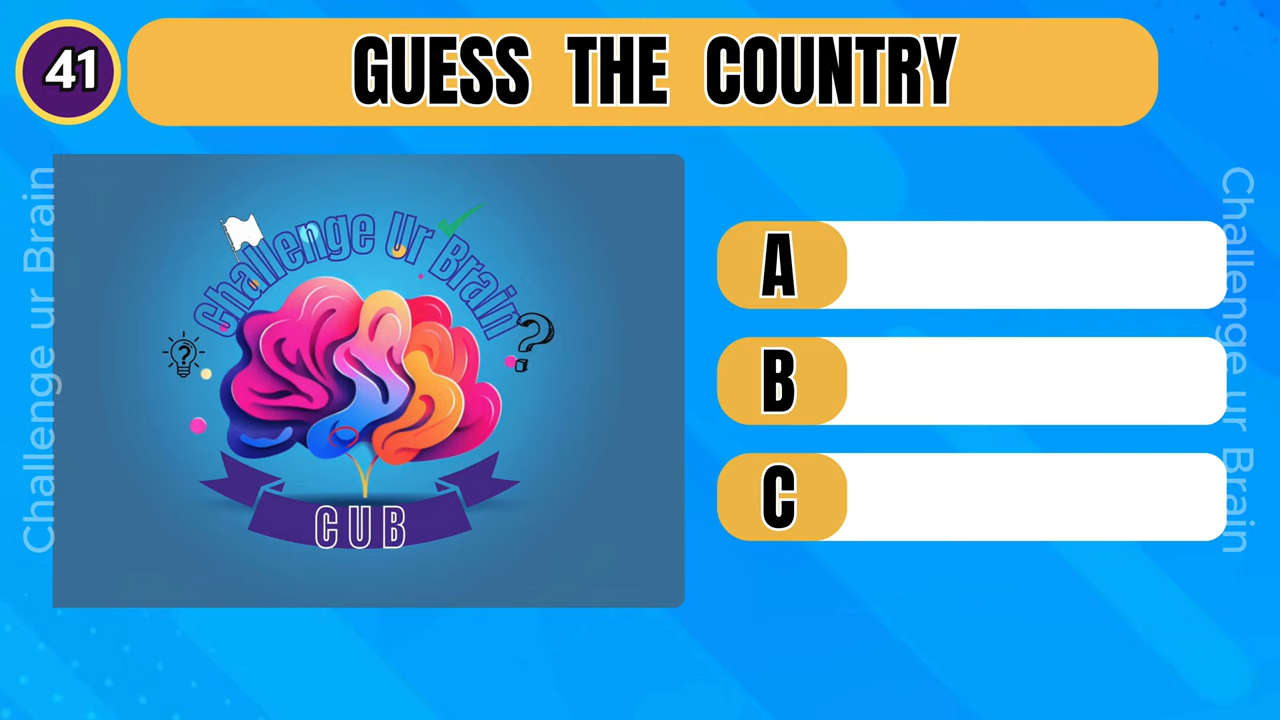 41
GUESS THE COUNTRY
Challenge ur Brain
Challenge Ur Brain
?
?
CUB
A
B
C
Challenge ur Brain